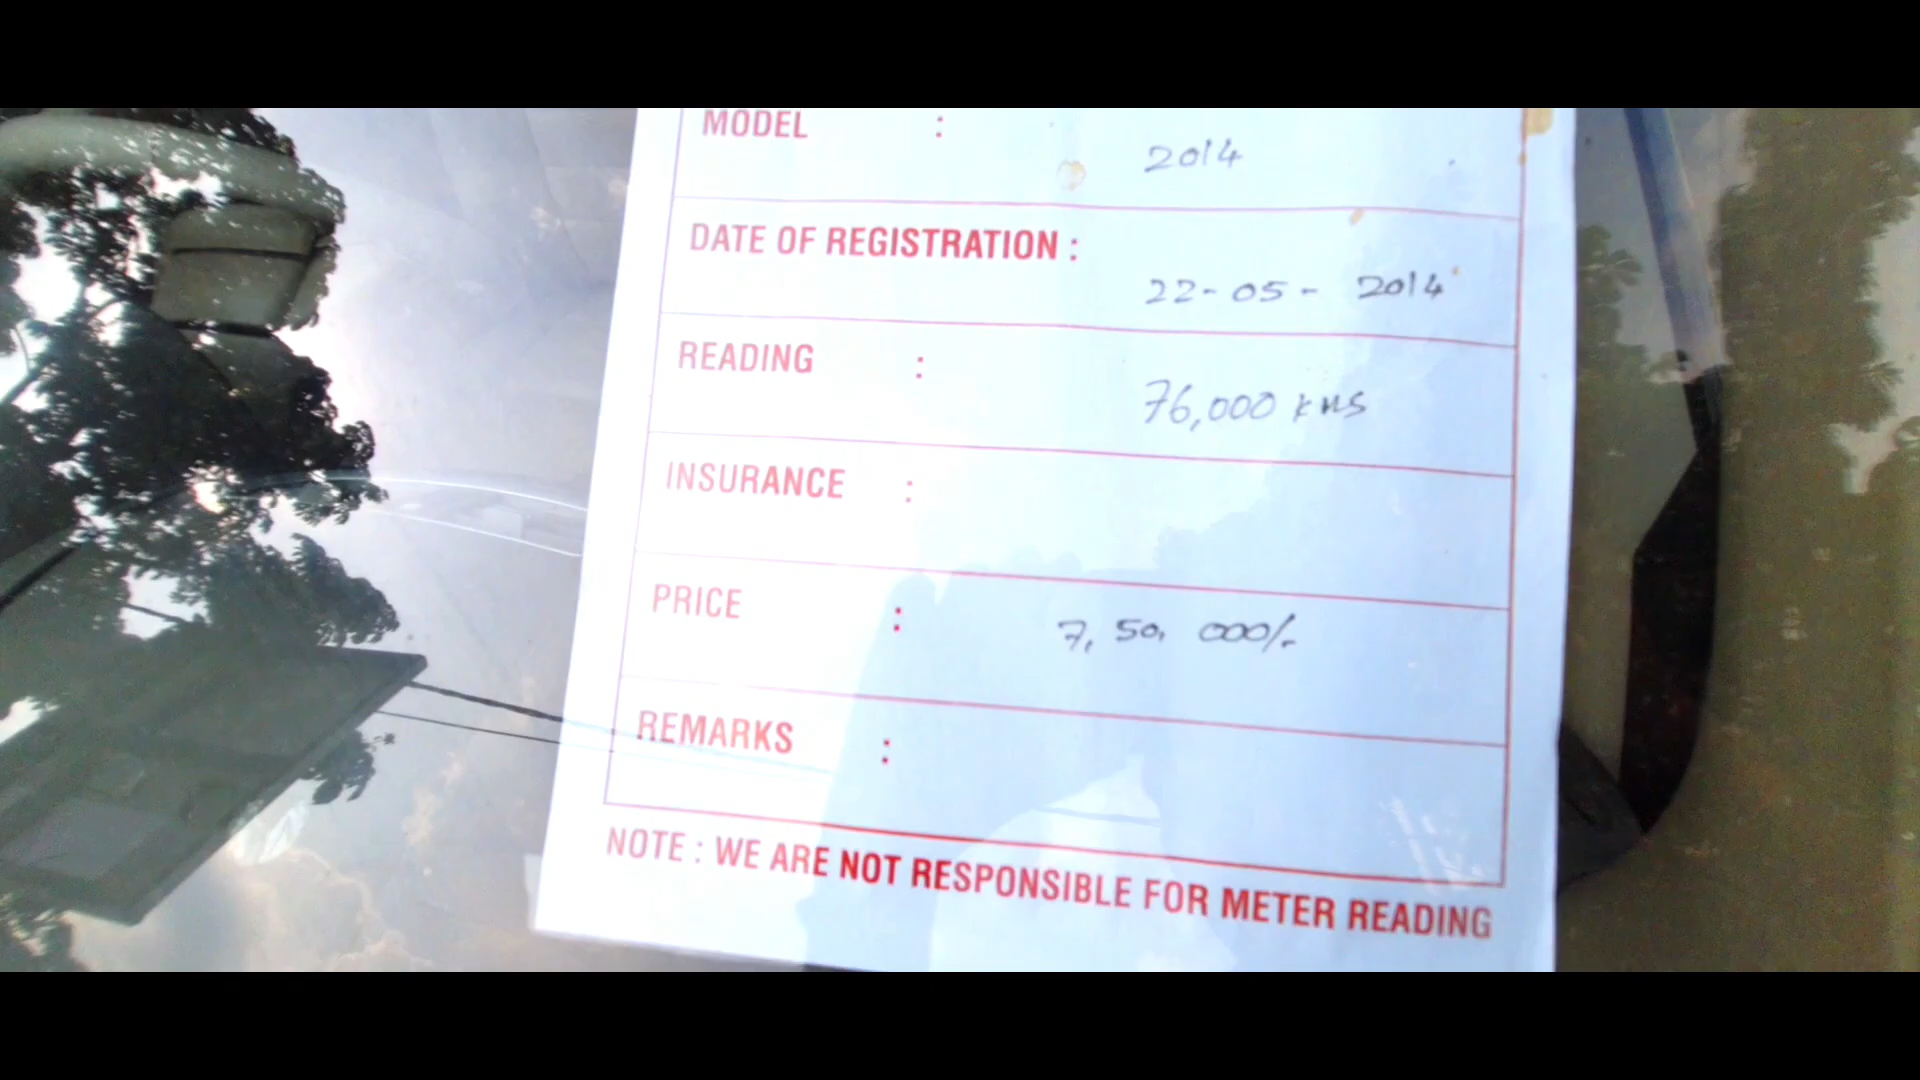 MODEL : 2014
DATE OF REGISTRATION :
22-05-2014
READING : 76,000 KMS
INSURANCE :
PRICE : 7,50,000/-
REMARKS :
NOTE : WE ARE NOT RESPONSIBLE FOR METER READING